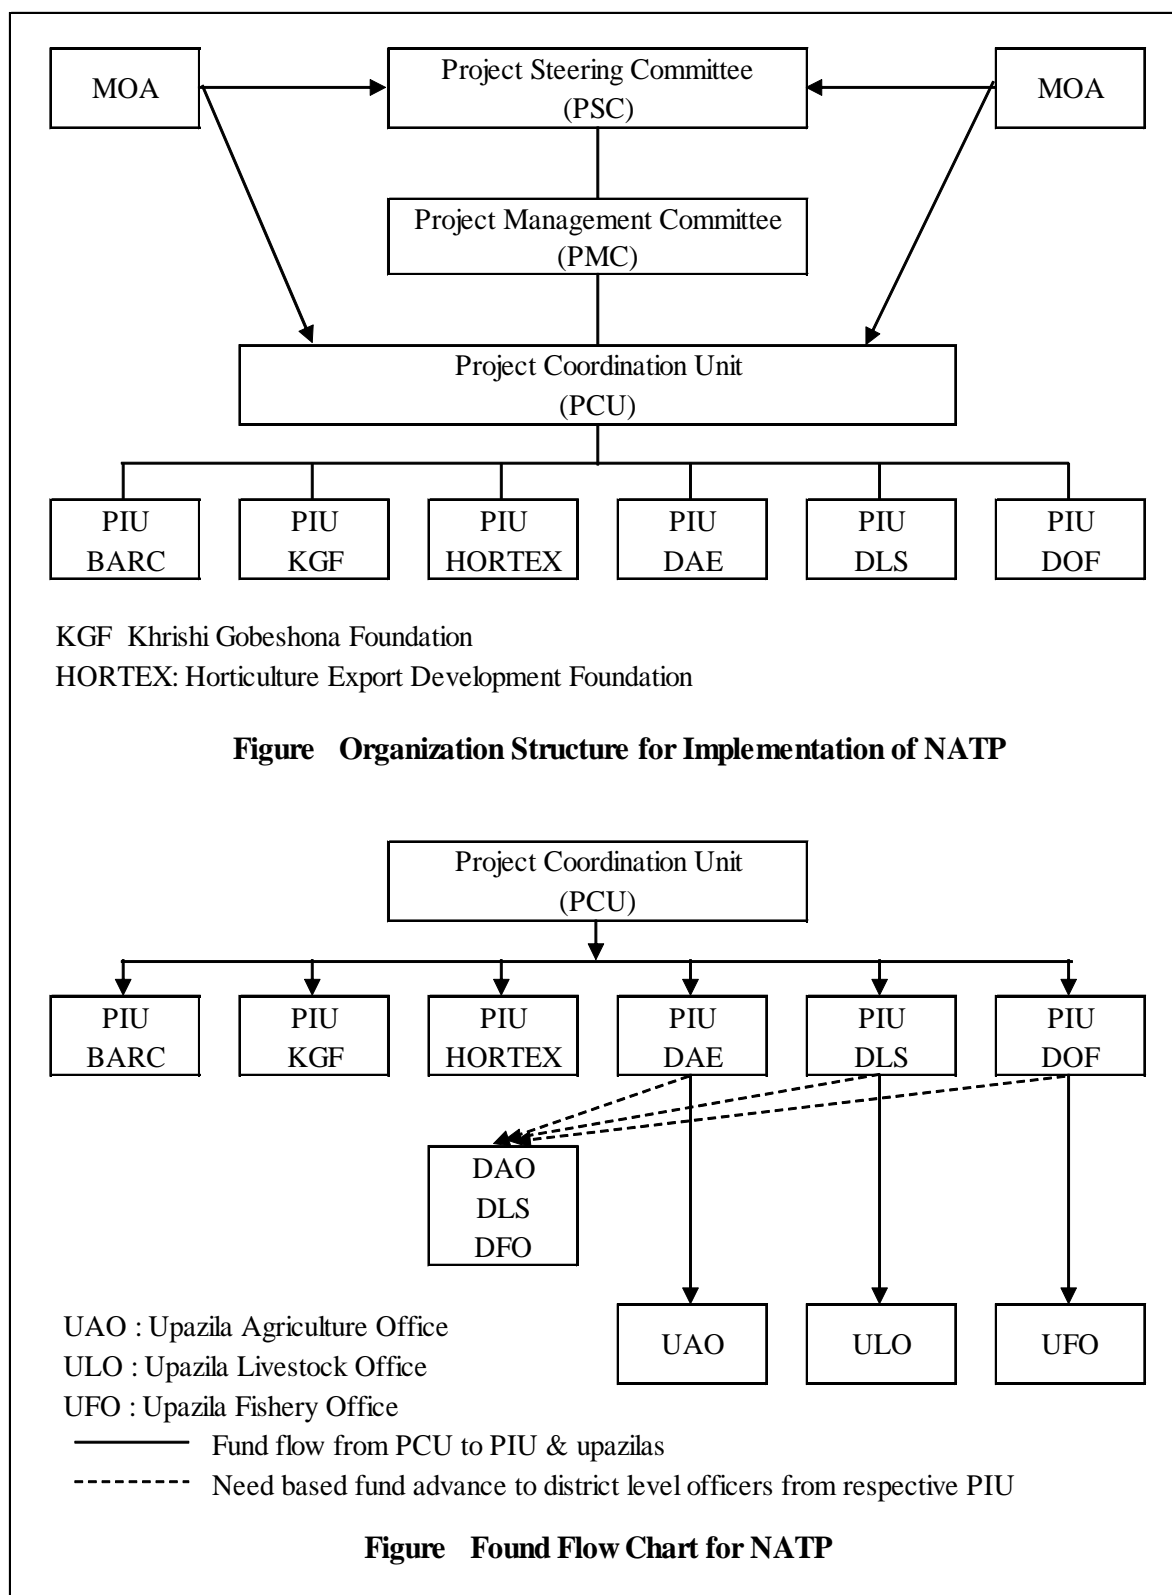 MOA
Project Steering Committee
(PSC)
MOA
Project Management Committee
(PMC)
Project Coordination Unit
(PCU)
PIU
BARC
PIU
KGF
PIU
HORTEX
PIU
DAE
PIU
DLS
PIU
DOF
KGF Khrishi Gobeshona Foundation
HORTEX: Horticulture Export Development Foundation
Figure Organization Structure for Implementation of NATP
Project Coordination Unit
(PCU)
PIU
BARC
PIU
KGF
PIU
HORTEX
PIU
DAE
PIU
DLS
PIU
DOF
DAO
DLS
DFO
UAO
ULO
UFO
UAO : Upazila Agriculture Office
ULO : Upazila Livestock Office
UFO : Upazila Fishery Office
Fund flow from PCU to PIU & upazilas
Need based fund advance to district level officers from respective PIU
Figure Found Flow Chart for NATP